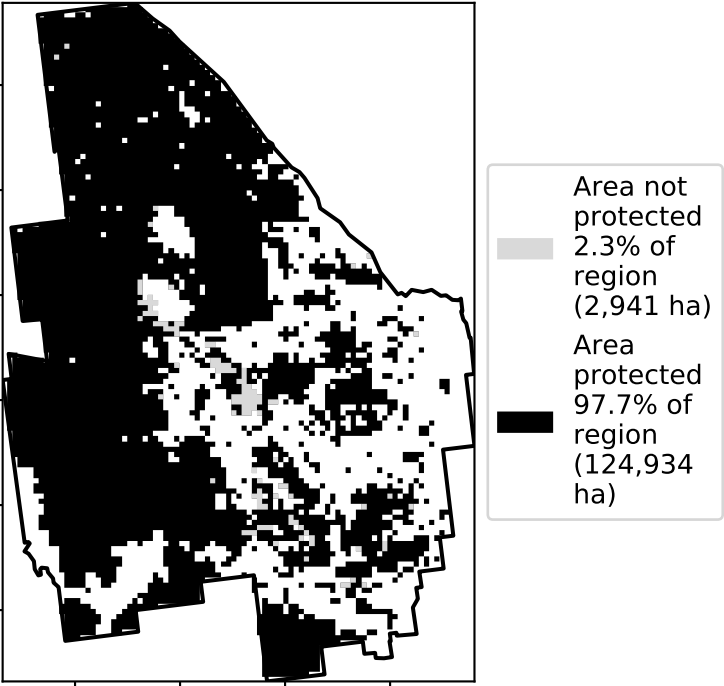 Area not
protected
2.3% of
region
(2,941 ha)
Area
protected
97.7% of
region
(124,934
ha)